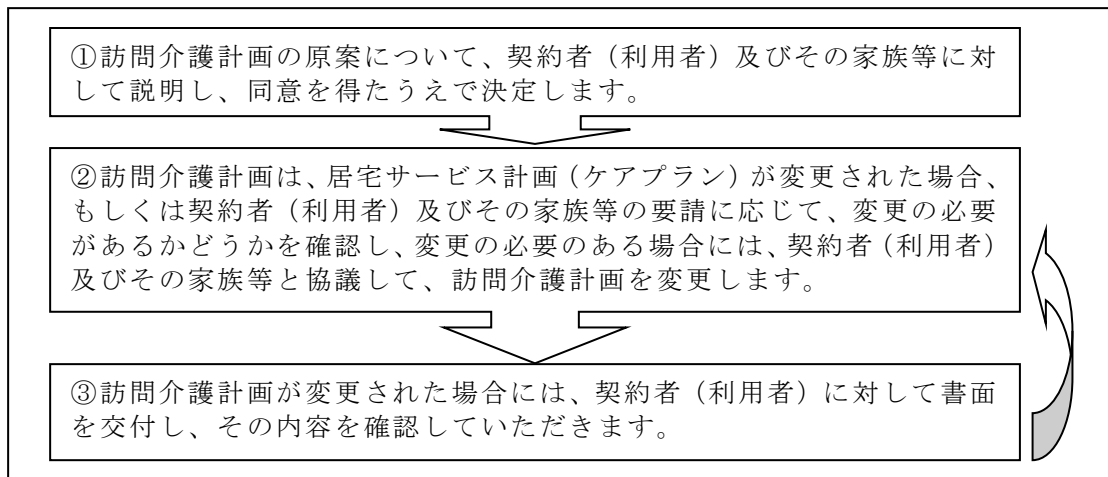 ①訪問介護計画の原案について、契約者（利用者）及びその家族等に対
して説明し、同意を得たうえで決定します。
②訪問介護計画は、居宅サービス計画（ケアプラン）が変更された場合、
もしくは契約者（利用者）及びその家族等の要請に応じて、変更の必要
があるかどうかを確認し、変更の必要のある場合には、契約者（利用者）
及びその家族等と協議して、訪問介護計画を変更します。
③訪問介護計画が変更された場合には、契約者（利用者）に対して書面
を交付し、その内容を確認していただきます。